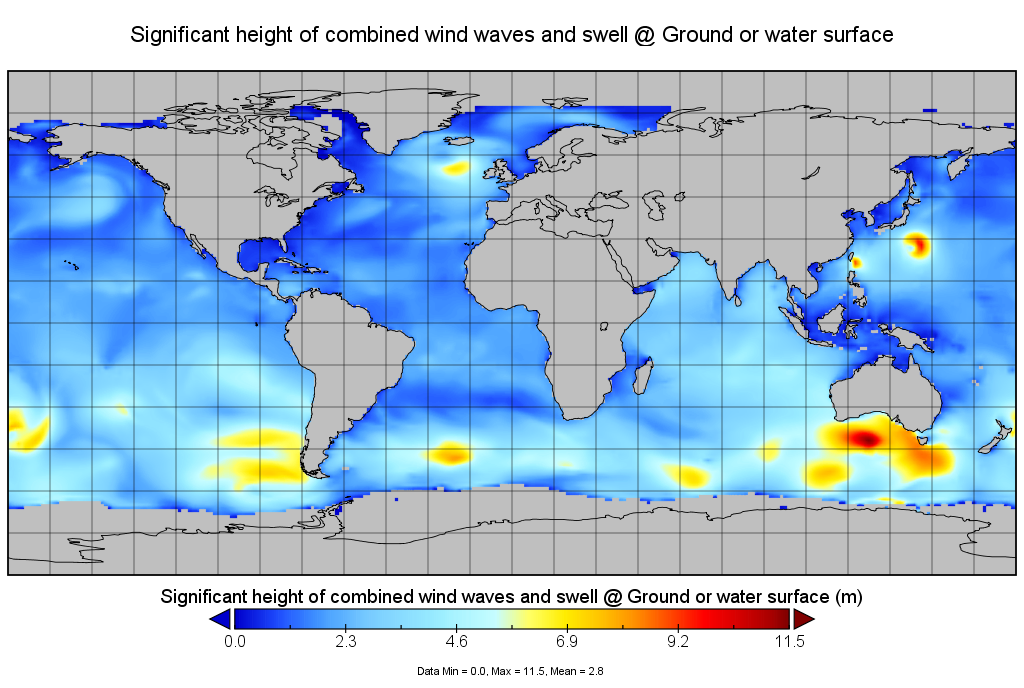 Significant height of combined wind waves and swell @ Ground or water surface
Significant height of combined wind waves and swell @ Ground or water surface (m)
0.0 2.3 4.6 6.9 9.2 11.5
Data Min = 0.0, Max = 11.5, Mean = 2.8